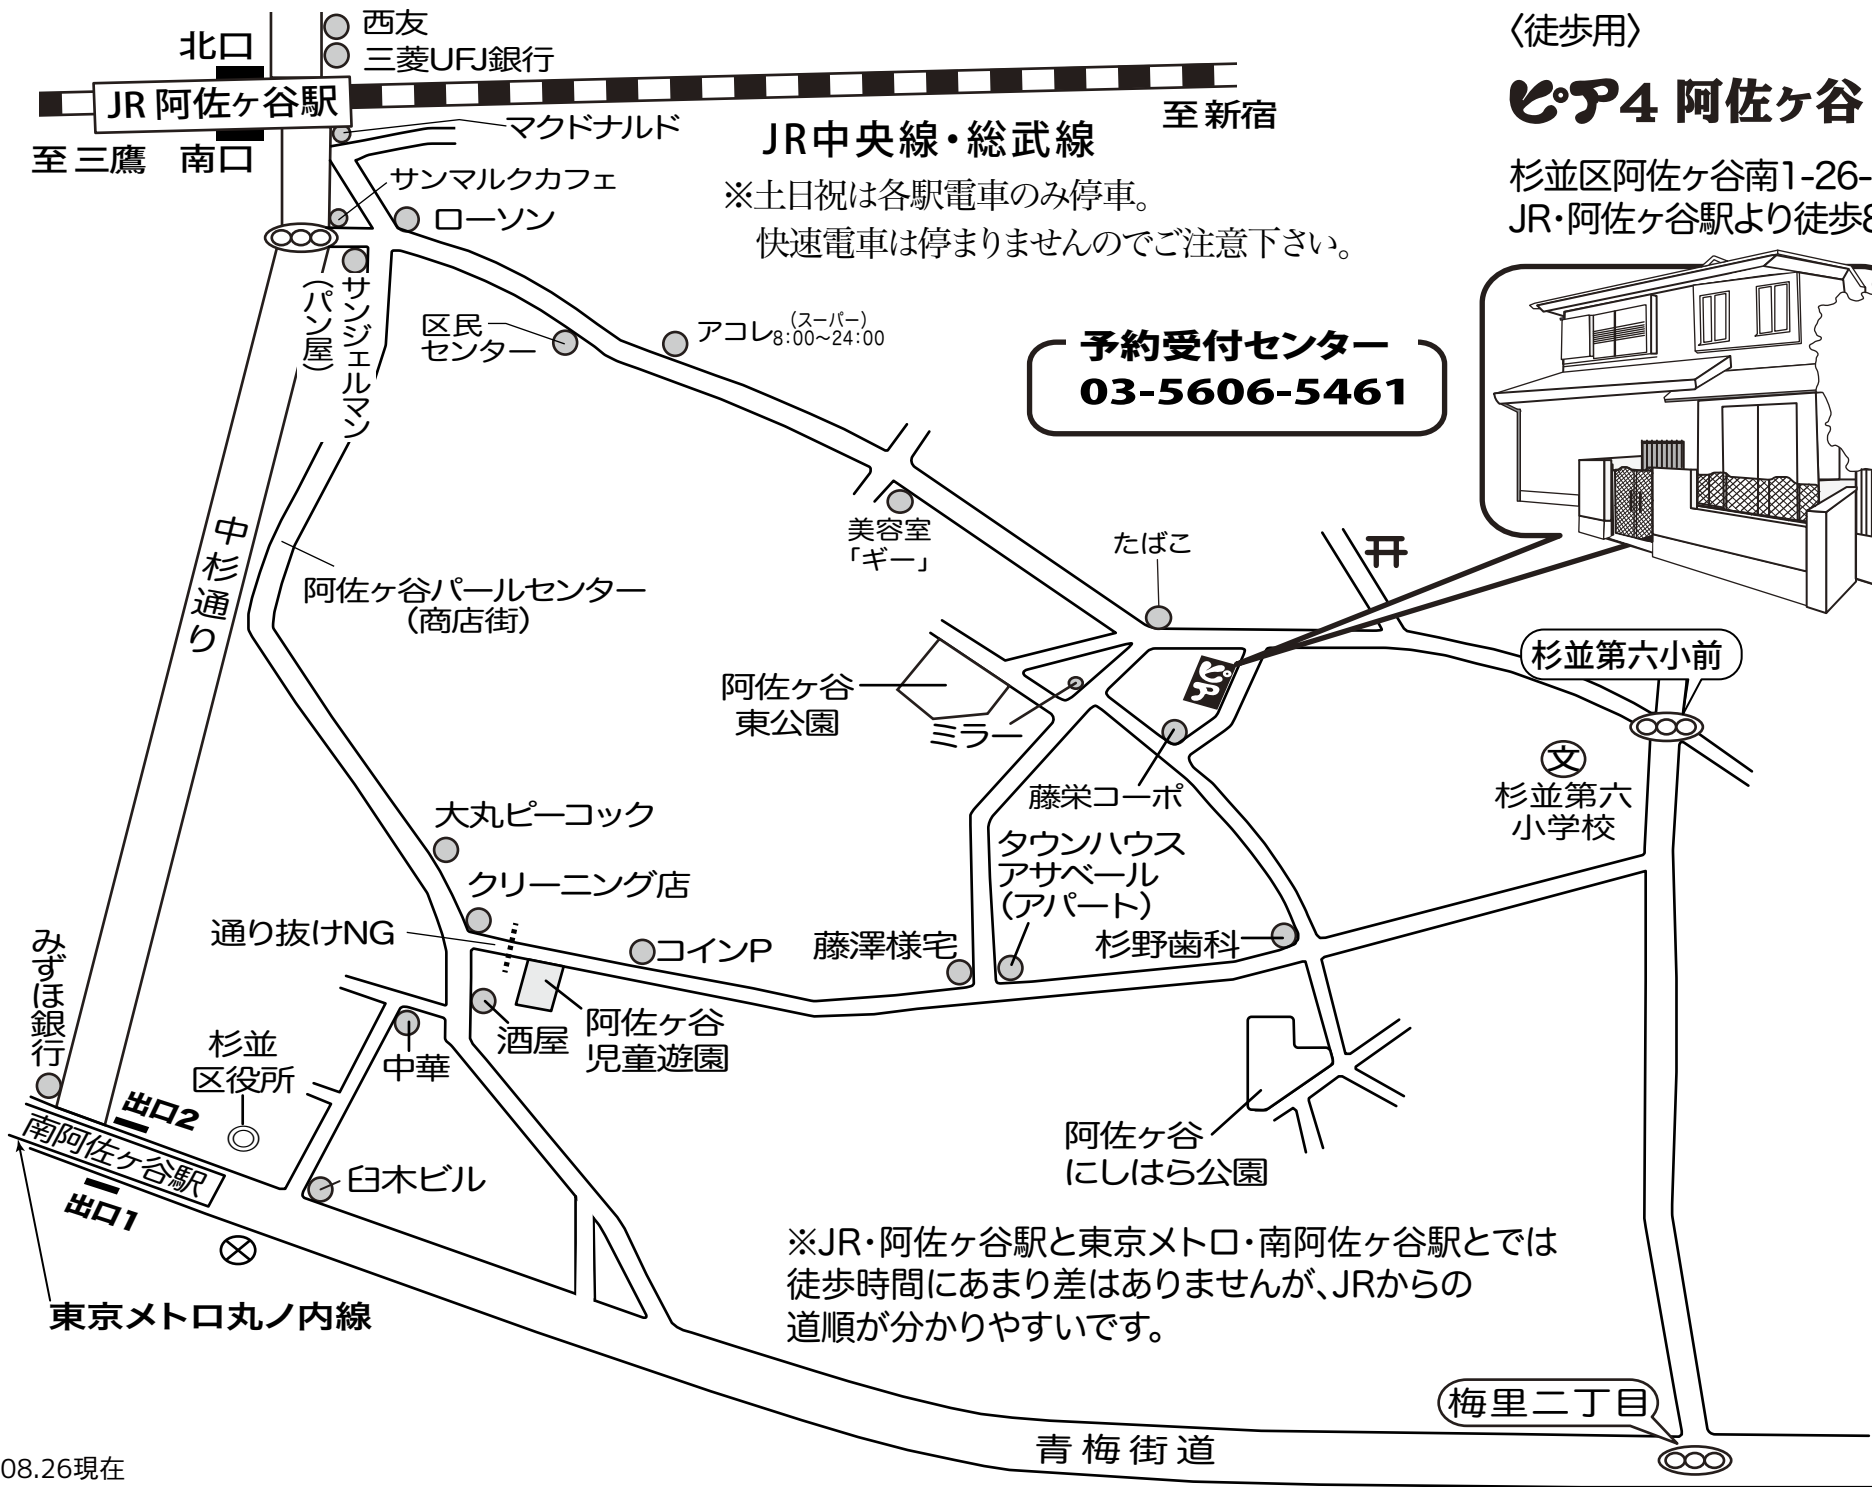 〈徒歩用〉
ピア4 阿佐ヶ谷
杉並区阿佐ヶ谷南1-26-
JR・阿佐ヶ谷駅より徒歩8
西友
三菱UFJ銀行
北口
JR 阿佐ヶ谷駅
至 三鷹
南口
マクドナルド
サンマルクカフェ
ローソン
JR中央線・総武線
至 新宿
※土日祝は各駅電車のみ停車。
快速電車は停まりませんのでご注意下さい。
サンジェルマン
(パン屋)
区民
センター
アコレ
(スーパー)
8:00~24:00
予約受付センター
03-5606-5461
中杉通り
阿佐ヶ谷パールセンター
(商店街)
美容室
「ギー」
たばこ
杉並第六小前
ピア
阿佐ヶ谷
東公園
ミラー
藤栄コーポ
文
杉並第六
小学校
大丸ピーコック
クリーニング店
通り抜けNG
コインP
藤澤様宅
タウンハウス
アサベール
(アパート)
杉野歯科
みずほ銀行
杉並
区役所
中華
酒屋
阿佐ヶ谷
児童遊園
阿佐ヶ谷
にしはら公園
出口2
南阿佐ヶ谷駅
出口1
臼木ビル
東京メトロ丸ノ内線
※JR・阿佐ヶ谷駅と東京メトロ・南阿佐ヶ谷駅とでは
徒歩時間にあまり差はありませんが、JRからの
道順が分かりやすいです。
梅里二丁目
青梅街道
08.26現在